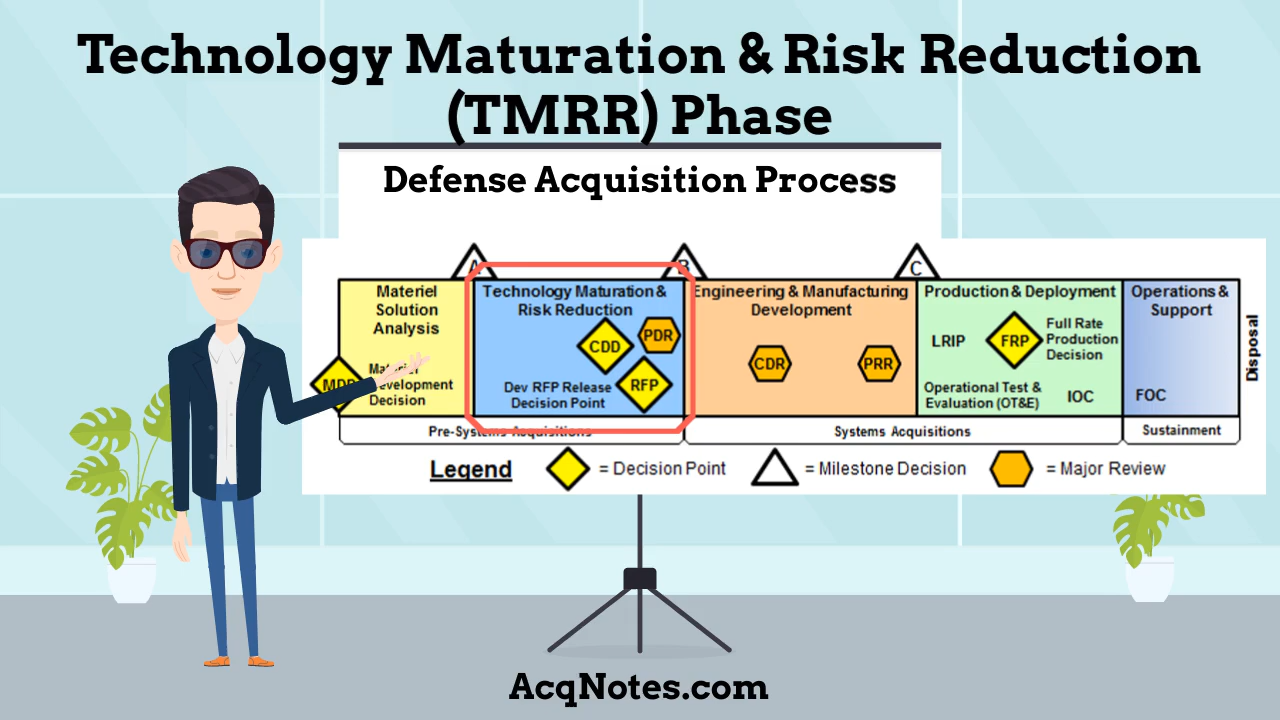 Technology Maturation & Risk Reduction
(TMRR) Phase
Defense Acquisition Process
A
B
C
Materiel
Solution
Analysis
MDD
Materiel
Development
Decision
Technology Maturation &
Risk Reduction
CDD
PDR
Dev RFP Release
Decision Point
RFP
Engineering & Manufacturing
Development
CDR
PRR
Production & Deployment
LRIP
FRP
Full Rate
Production
Decision
Operational Test &
Evaluation (OT&E)
IOC
Operations &
Support
FOC
Disposal
Pre-Systems Acquisitions
Systems Acquisitions
Sustainment
Legend
= Decision Point
= Milestone Decision
= Major Review
AcqNotes.com